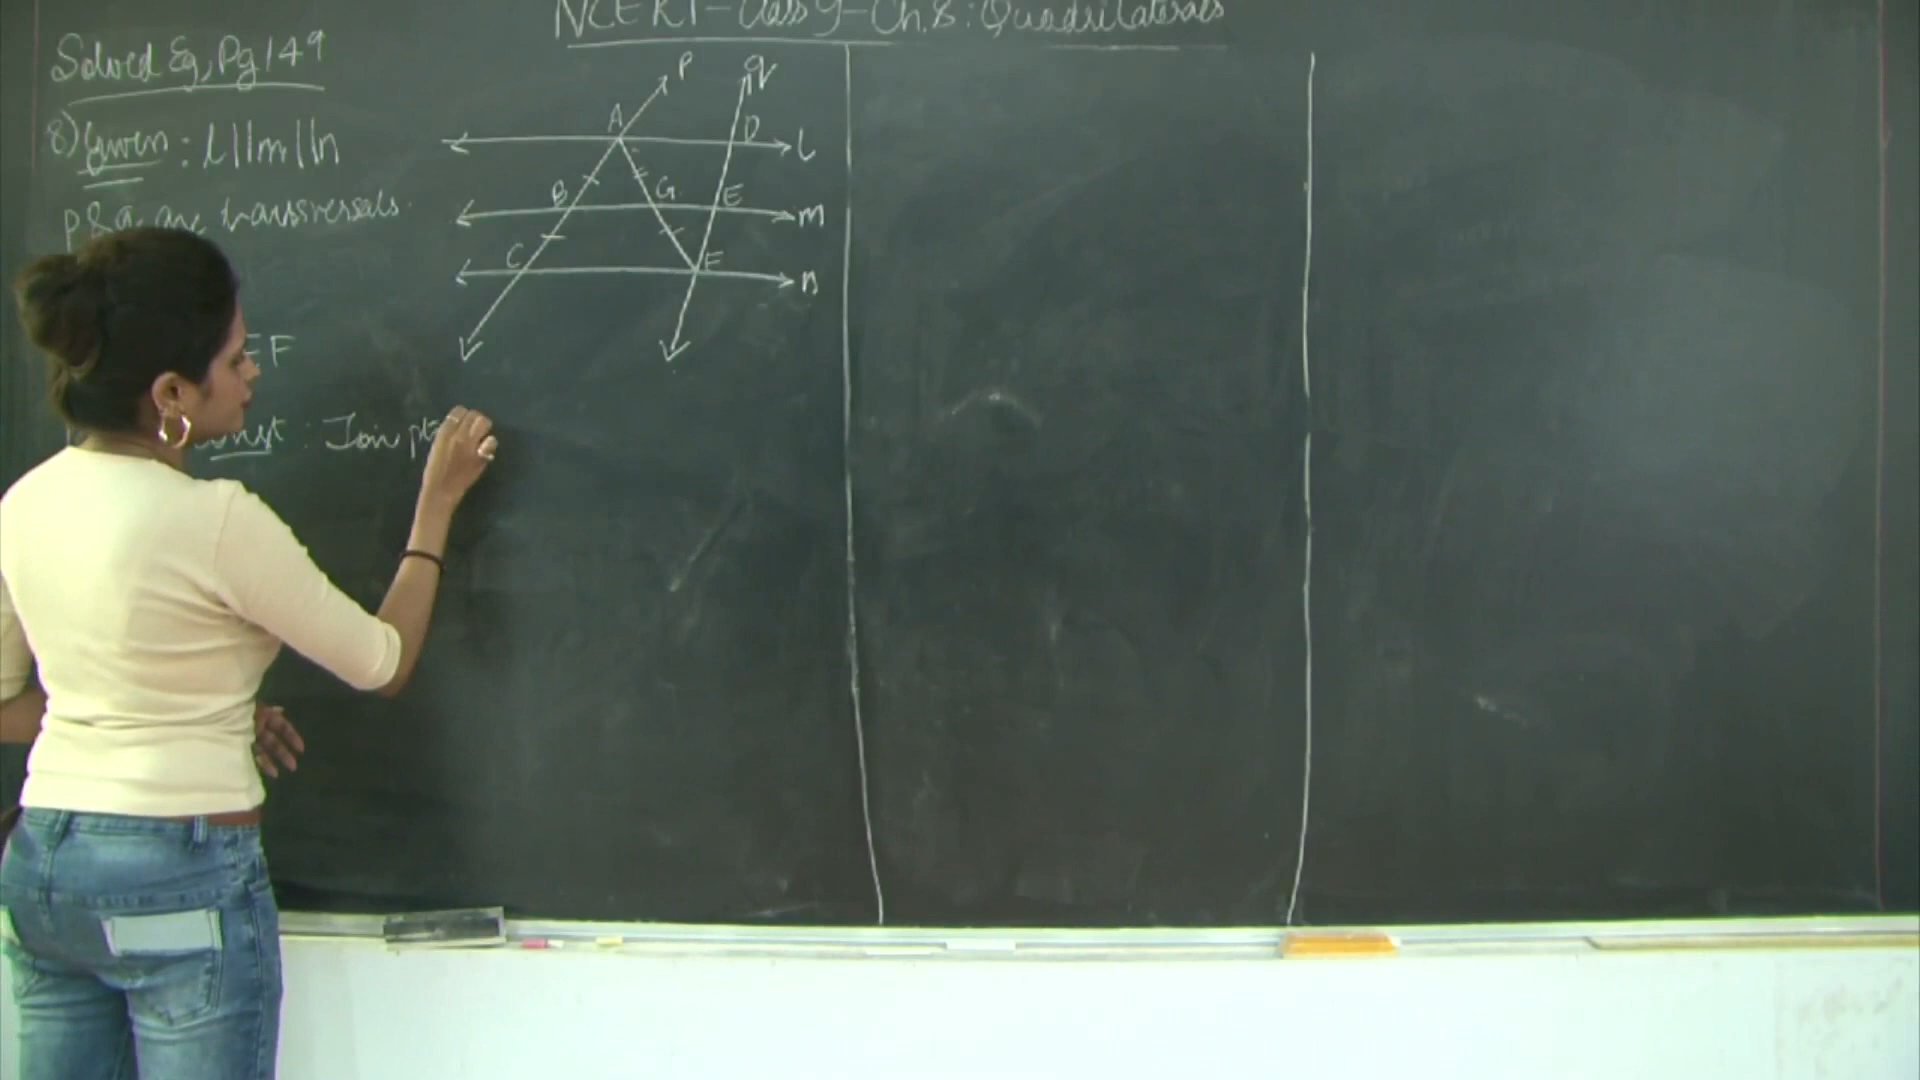 NCERT-Class 9-Ch.8: Quadrilaterals
Solved Eg, Pg 149
8) Given : l||m||n
p & q are transversals.
EF
Const : Join pt
P
q
A
D
l
B
G
E
m
C
F
n